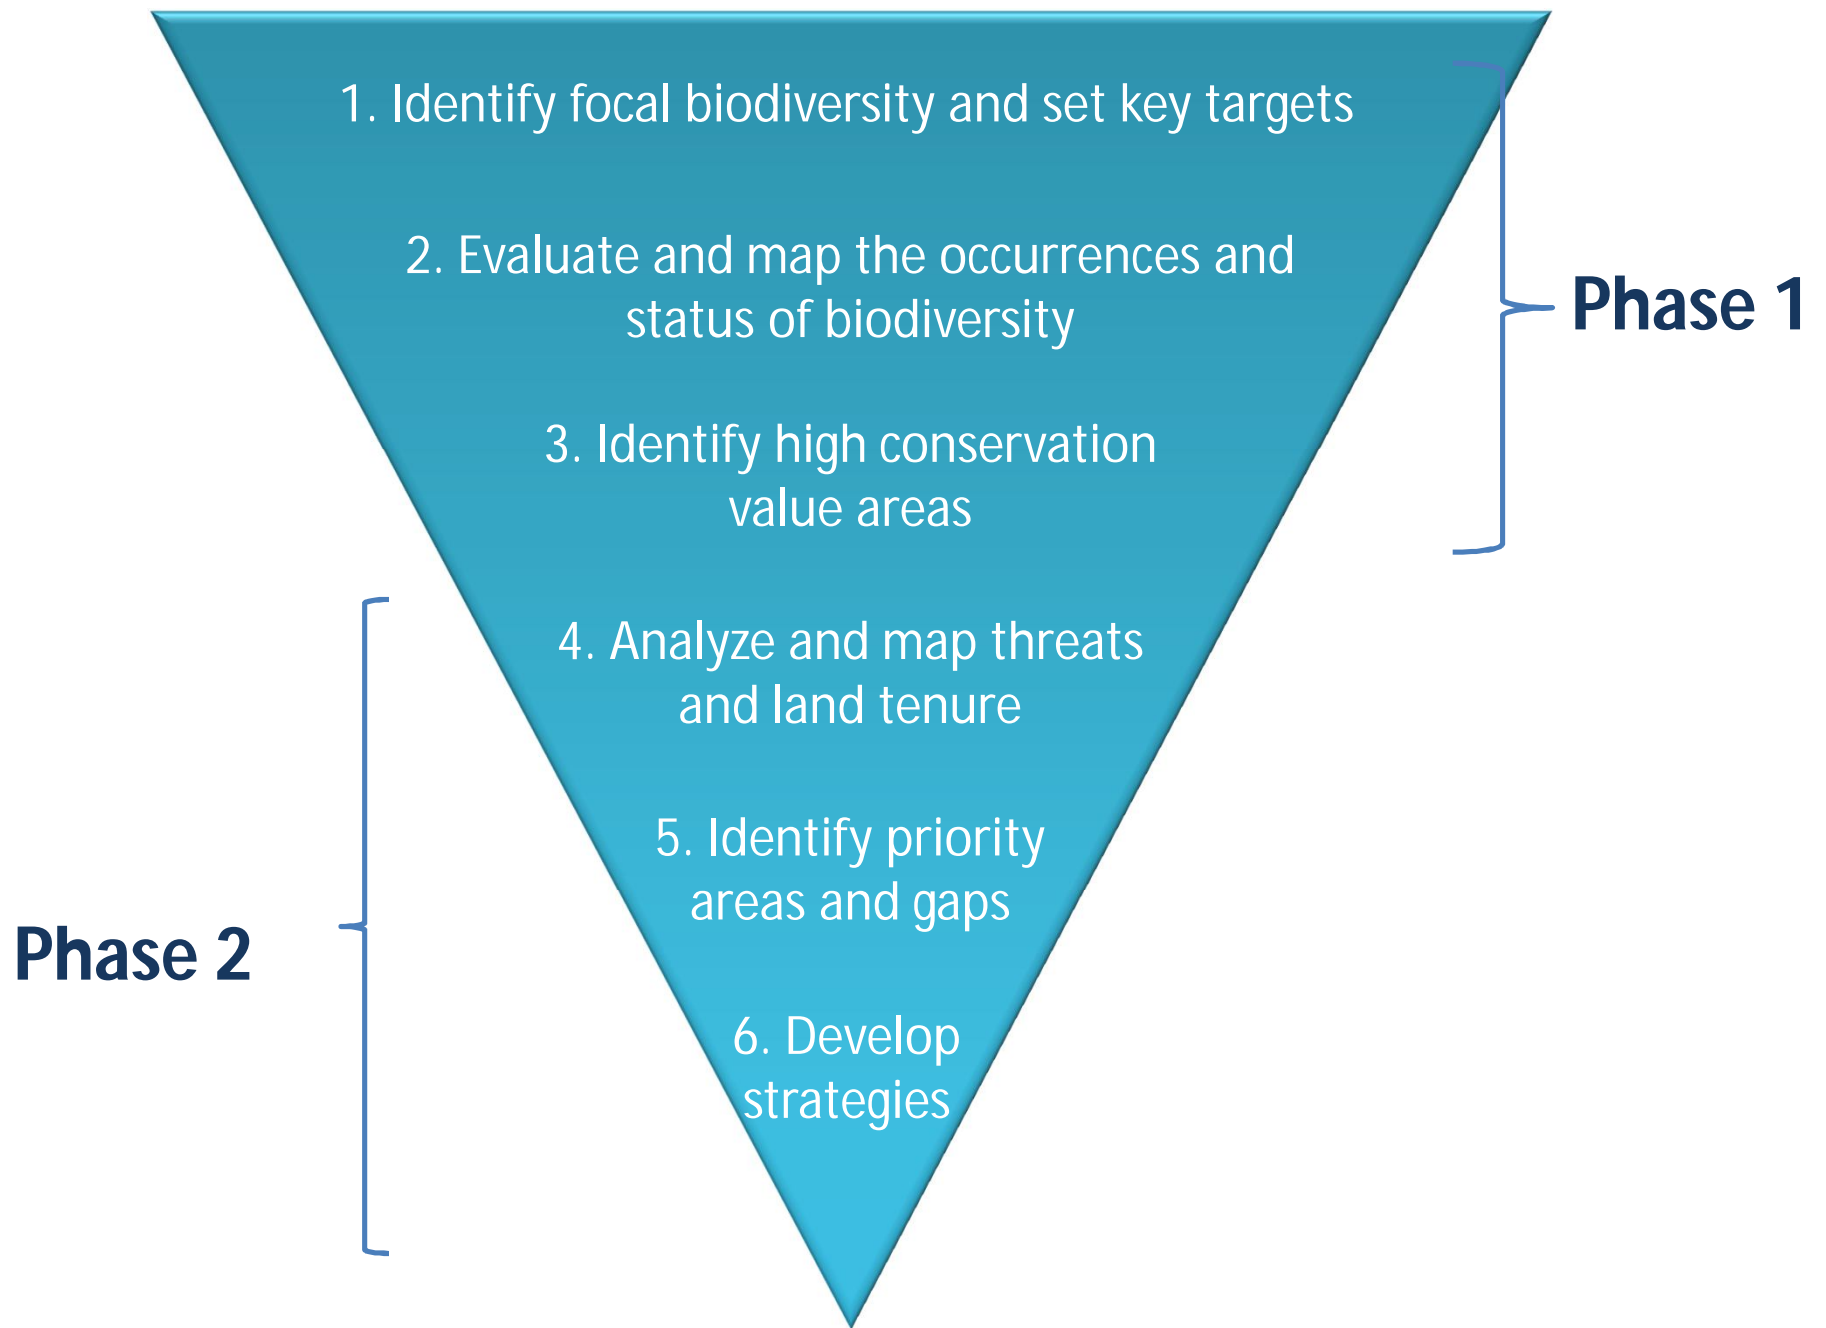 1. Identify focal biodiversity and set key targets
2. Evaluate and map the occurrences and
status of biodiversity
Phase 1
3. Identify high conservation
value areas
4. Analyze and map threats
and land tenure
5. Identify priority
areas and gaps
Phase 2
6. Develop
strategies